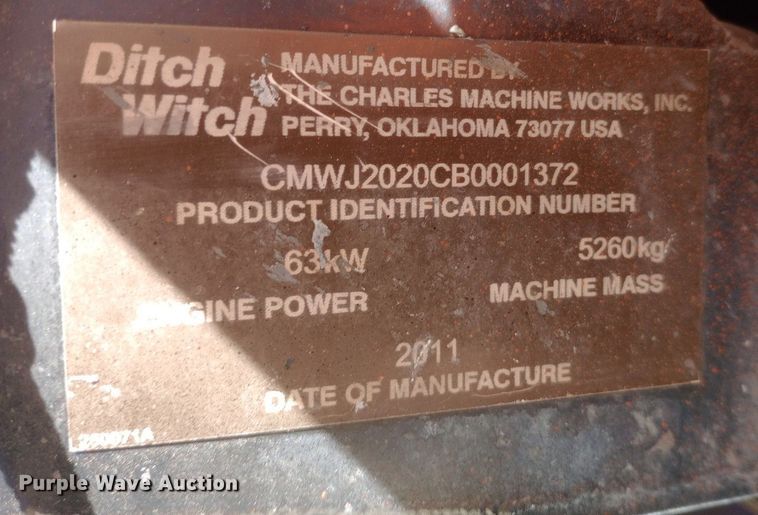 Ditch
Witch
MANUFACTURED BY
THE CHARLES MACHINE WORKS, INC.
PERRY, OKLAHOMA 73077 USA
CMWJ2020CB0001372
PRODUCT IDENTIFICATION NUMBER
63kW
5260kg
ENGINE POWER
MACHINE MASS
2011
DATE OF MANUFACTURE
Purple Wave Auction